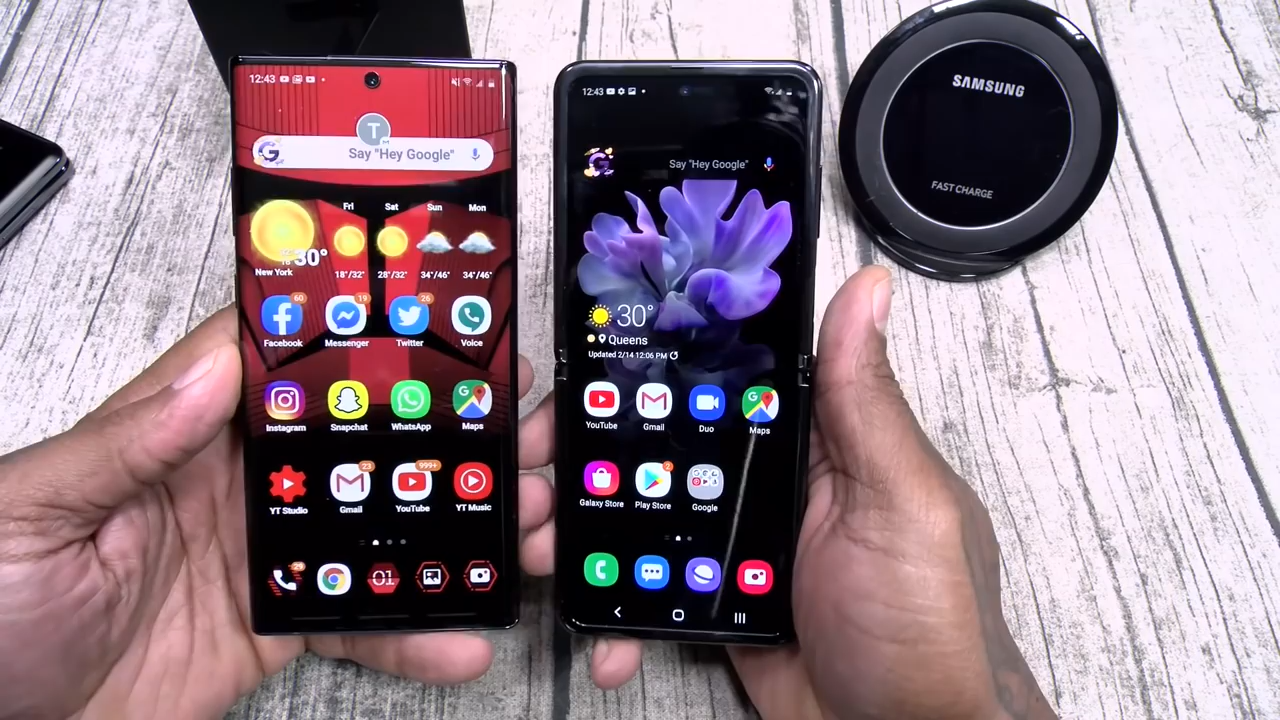 12:43
Say "Hey Google"
T
M
Fri Sat Sun Mon
30°
New York
18°/32° 28°/32° 34°/46° 34°/46°
60 19 26
Facebook Messenger Twitter Voice
Instagram Snapchat WhatsApp Maps
23 999+
YT Studio Gmail YouTube YT Music
01
12:43
Say "Hey Google"
30°
Queens
Updated 2/14 12:06 PM
YouTube Gmail Duo Maps
2
Galaxy Store Play Store Google
SAMSUNG
FAST CHARGE